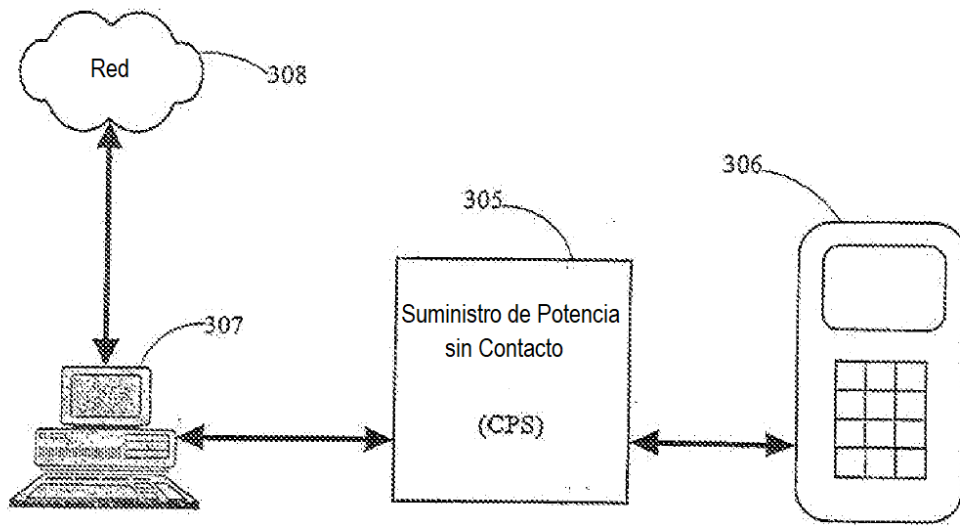 Red
308
306
305
Suministro de Potencia
sin Contacto
307
(CPS)